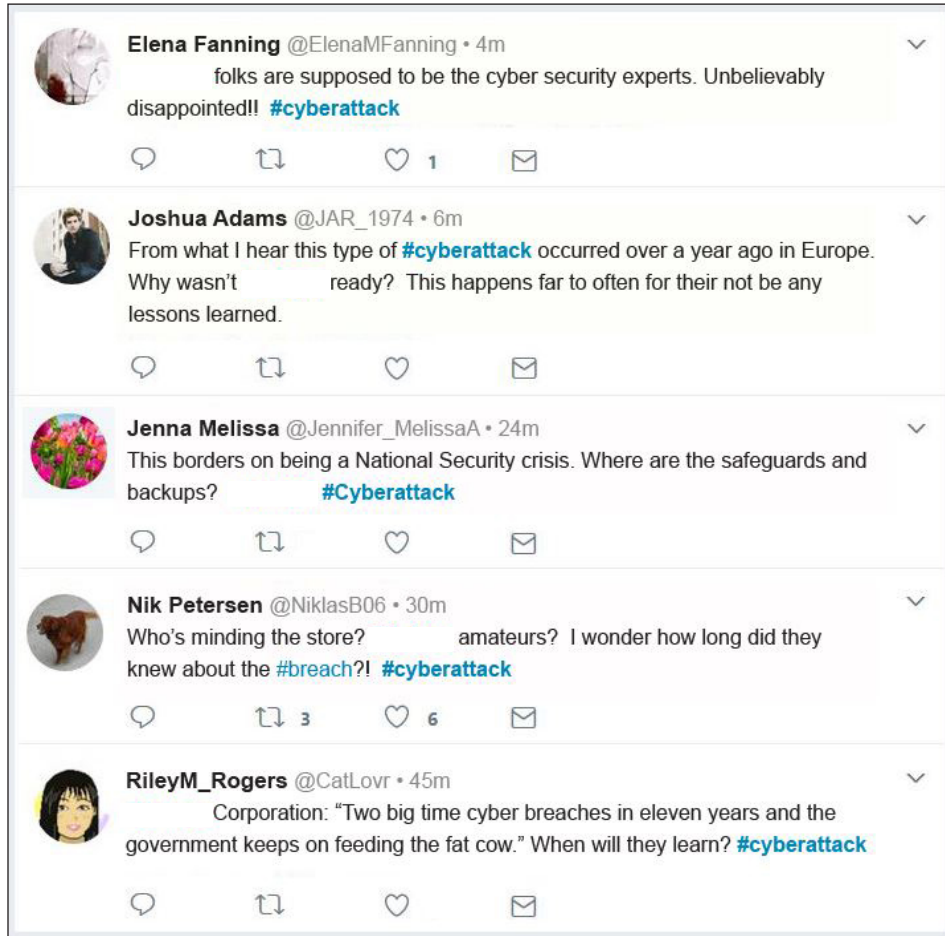 Elena Fanning @ElenaMFanning • 4m
folks are supposed to be the cyber security experts. Unbelievably
disappointed!! #cyberattack
1
Joshua Adams @JAR_1974 • 6m
From what I hear this type of #cyberattack occurred over a year ago in Europe.
Why wasn't ready? This happens far to often for their not be any
lessons learned.
Jenna Melissa @Jennifer_MelissaA • 24m
This borders on being a National Security crisis. Where are the safeguards and
backups? #Cyberattack
Nik Petersen @NiklasB06 • 30m
Who's minding the store? amateurs? I wonder how long did they
knew about the #breach?! #cyberattack
3 6
RileyM_Rogers @CatLovr • 45m
Corporation: “Two big time cyber breaches in eleven years and the
government keeps on feeding the fat cow.” When will they learn? #cyberattack